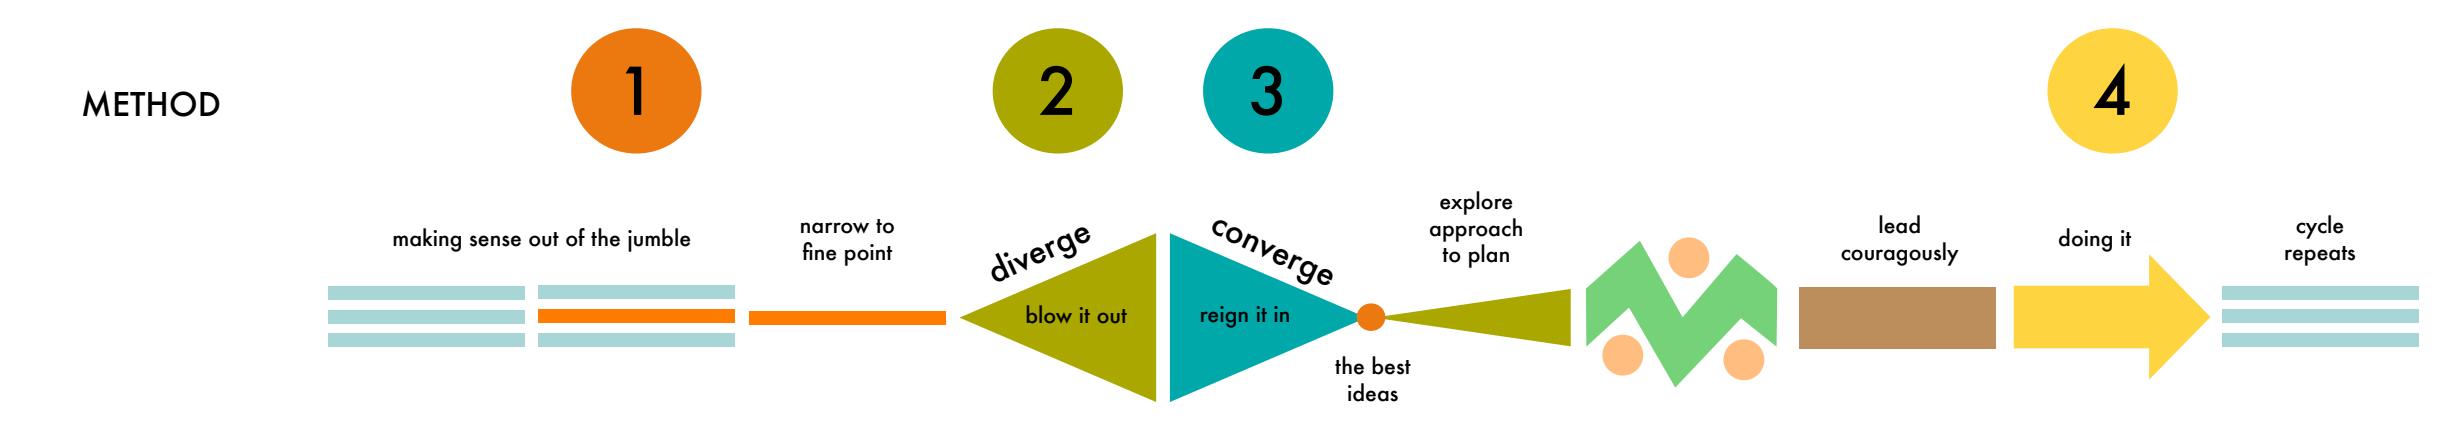 METHOD
1
2
3
4
making sense out of the jumble
narrow to
fine point
diverge
blow it out
converge
reign it in
the best
ideas
explore
approach
to plan
lead
couragously
doing it
cycle
repeats